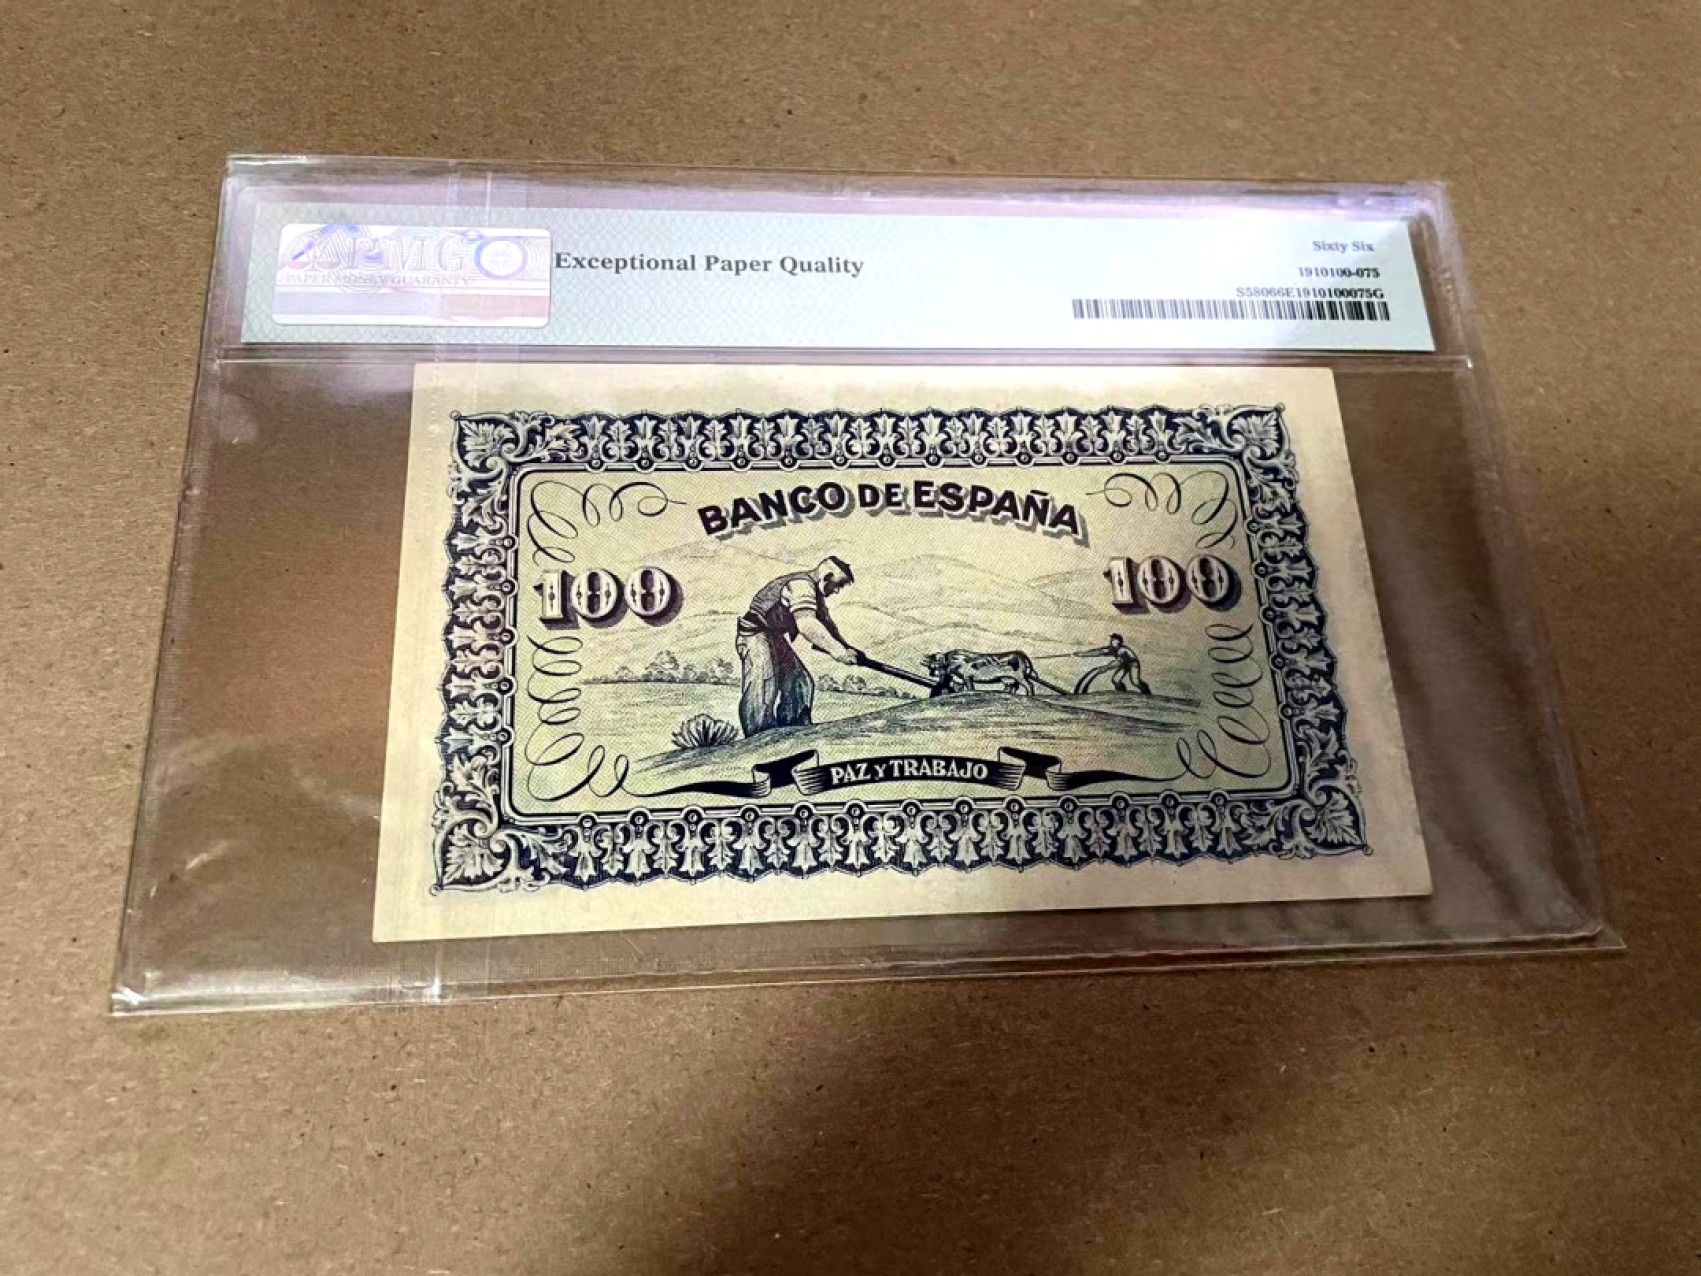 PMG
PAPER MONEY GUARANTY
Exceptional Paper Quality
Sixty Six
1910100-075
S58066E1910100075G
BANCO DE ESPAÑA
100
100
PAZ Y TRABAJO